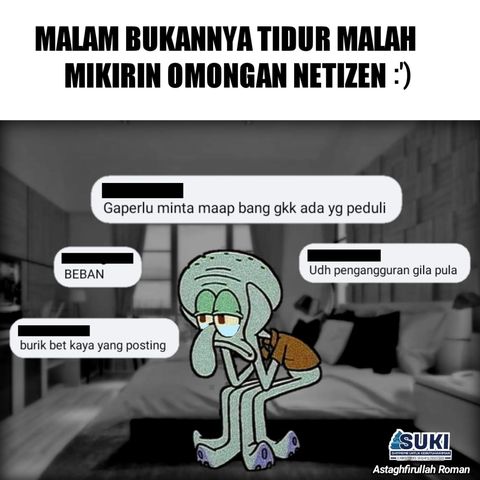 MALAM BUKANNYA TIDUR MALAH
MIKIRIN OMONGAN NETIZEN :')
Gaperlu minta maap bang gkk ada yg peduli
BEBAN
Udh pengangguran gila pula
burik bet kaya yang posting
SUKI
Astaghfirullah Roman